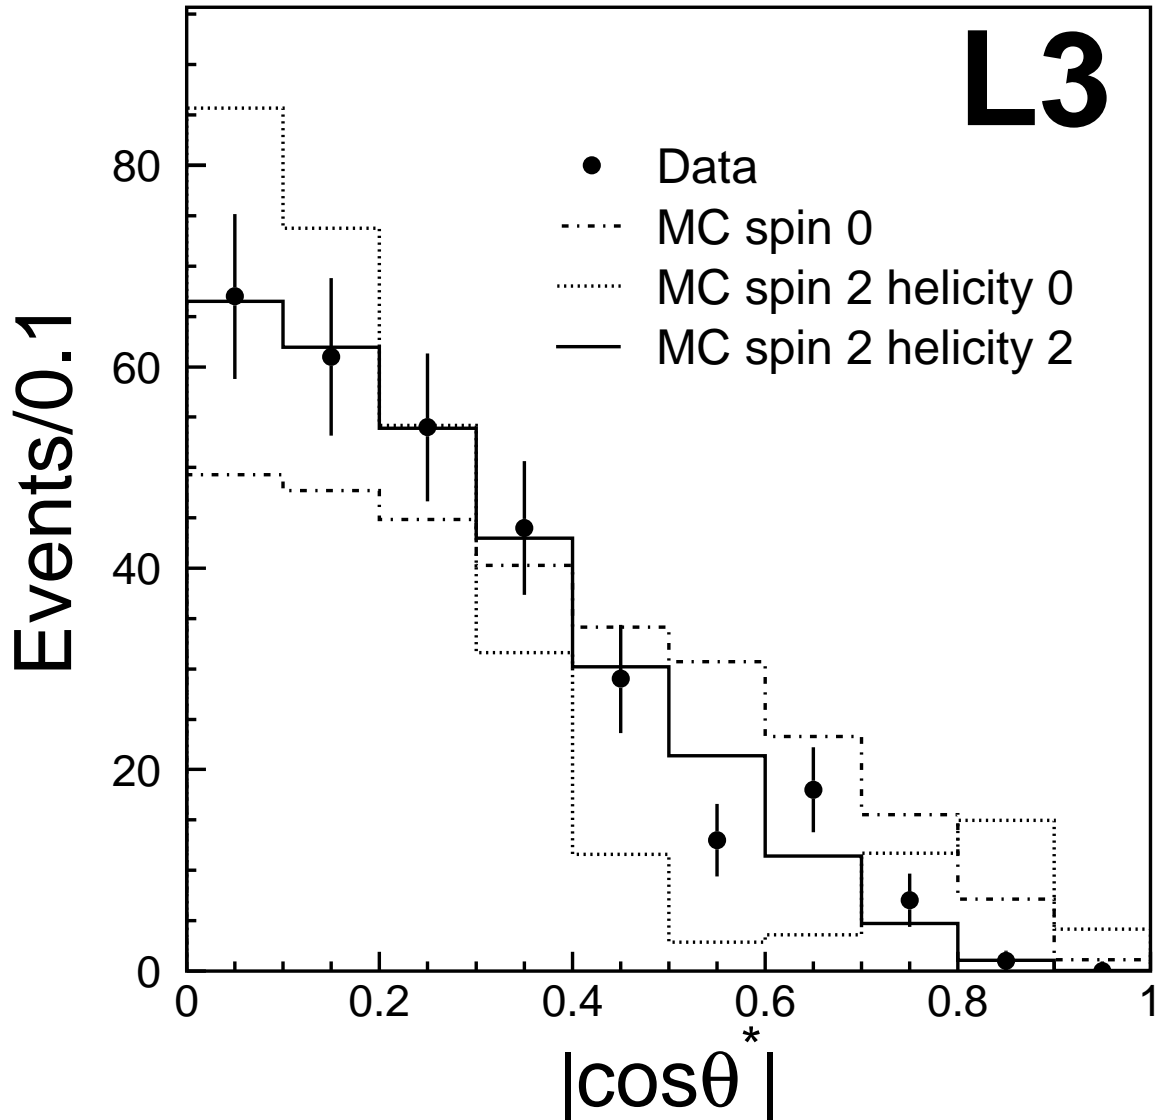 L3
Data
MC spin 0
MC spin 2 helicity 0
MC spin 2 helicity 2
Events/0.1
80
60
40
20
0
0 0.2 0.4 0.6 0.8 1
|cosθ*|